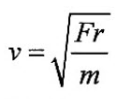 v = √(Fr/m)